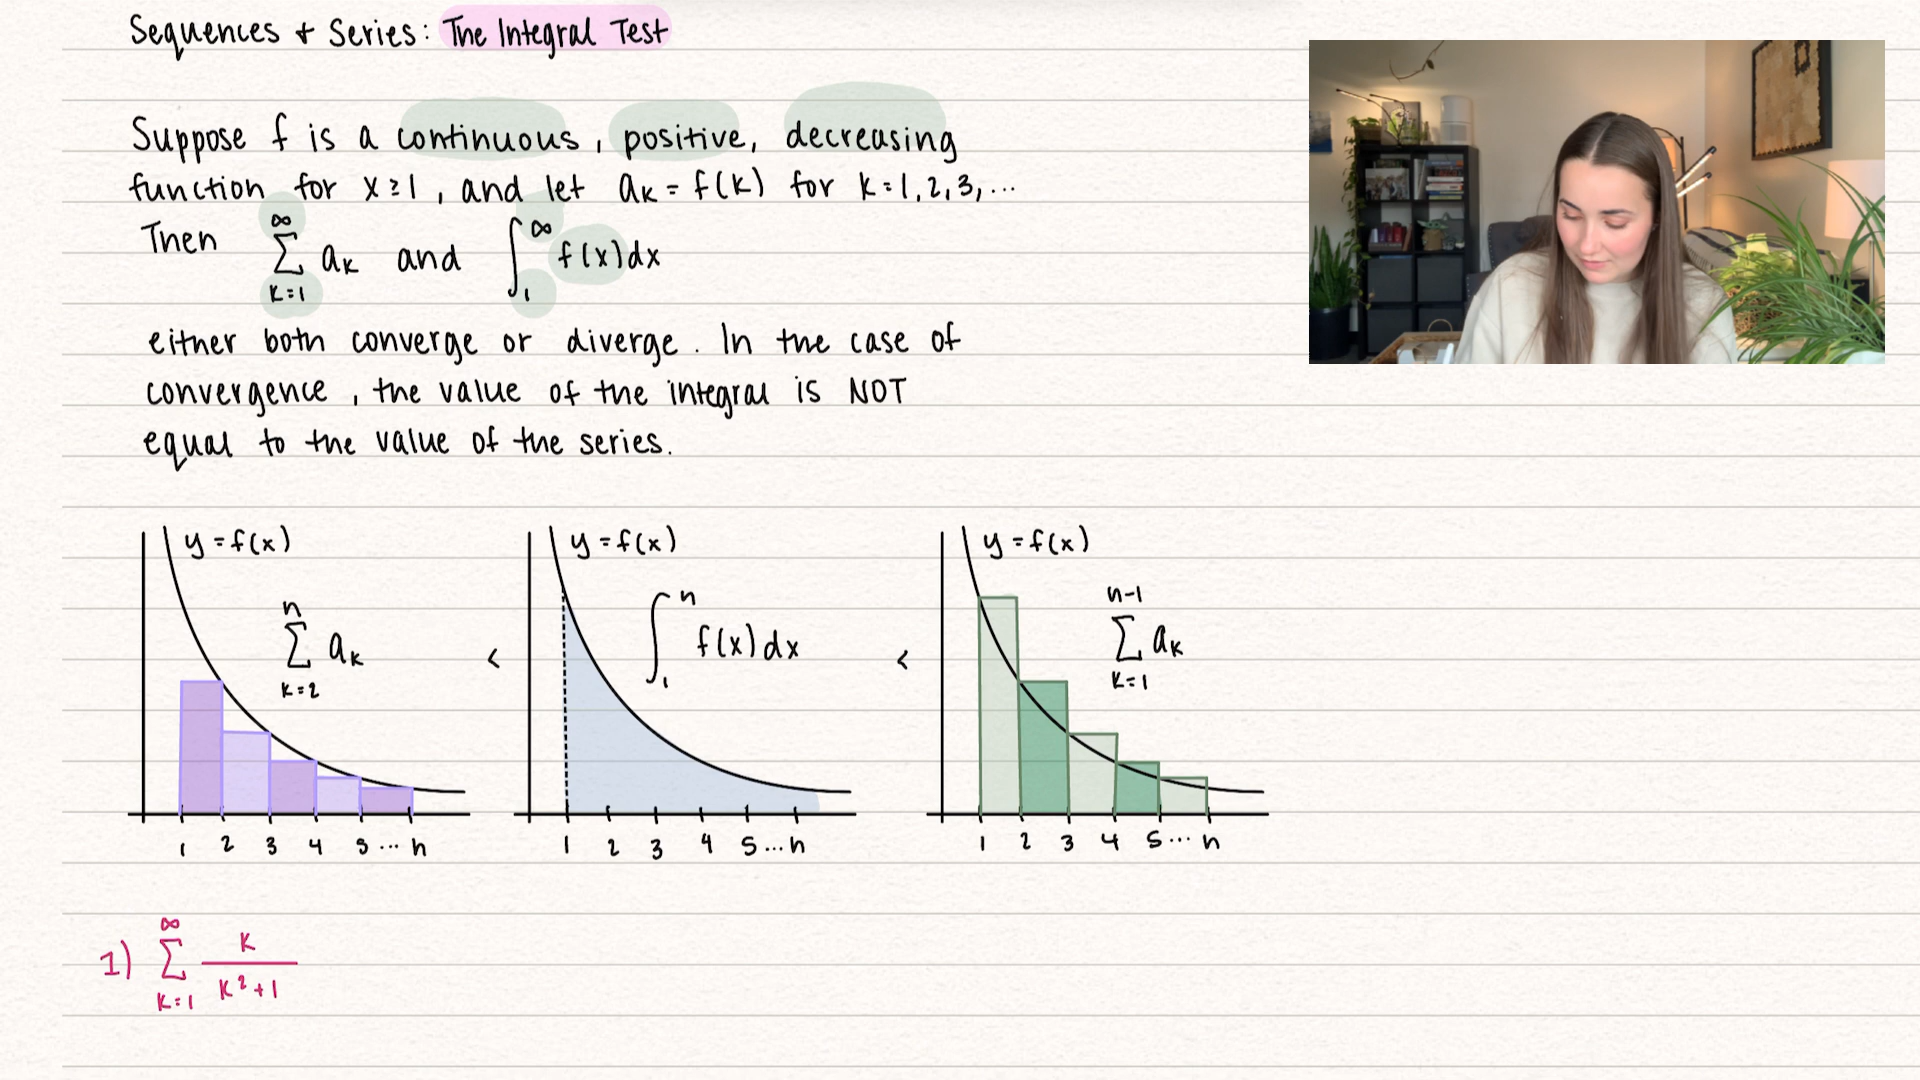 Sequences + Series: The Integral Test
Suppose f is a continuous, positive, decreasing
function for x ≥ 1, and let aₖ = f(k) for k = 1, 2, 3, ...
Then ∑_{k=1}^{∞} aₖ and ∫_{1}^{∞} f(x)dx
either both converge or diverge. In the case of
convergence, the value of the integral is NOT
equal to the value of the series.
y = f(x)
∑_{k=2}^{n} aₖ
1 2 3 4 5 ... n
<
y = f(x)
∫_{1}^{n} f(x)dx
1 2 3 4 5 ... n
<
y = f(x)
∑_{k=1}^{n-1} aₖ
1 2 3 4 5 ... n
1) ∑_{k=1}^{∞} k/(k²+1)